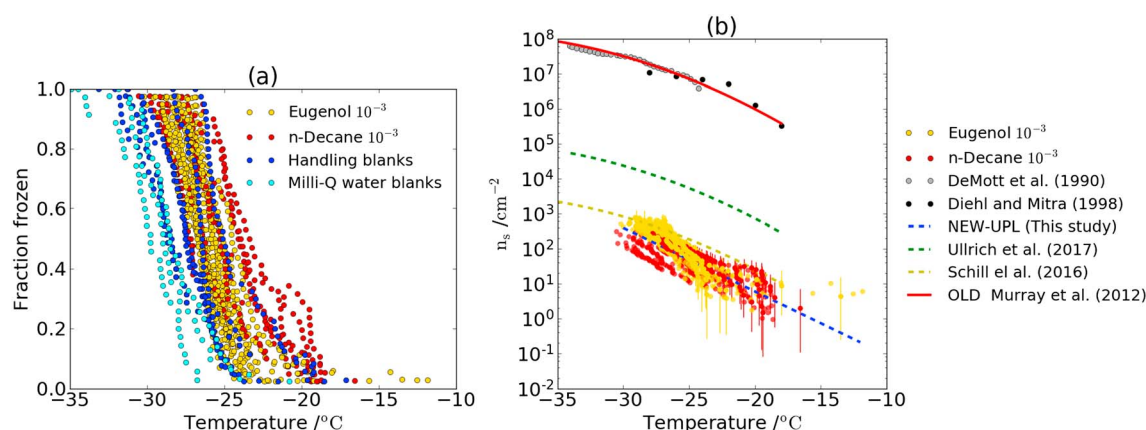 (a)
Fraction frozen
1.0
0.8
0.6
0.4
0.2
0.0
−35 −30 −25 −20 −15 −10
Temperature /°C
Eugenol 10⁻³
n-Decane 10⁻³
Handling blanks
Milli-Q water blanks
(b)
nₛ /cm⁻²
10⁸
10⁷
10⁶
10⁵
10⁴
10³
10²
10¹
10⁰
10⁻¹
10⁻²
−35 −30 −25 −20 −15 −10
Temperature /°C
Eugenol 10⁻³
n-Decane 10⁻³
DeMott et al. (1990)
Diehl and Mitra (1998)
NEW-UPL (This study)
Ullrich et al. (2017)
Schill el al. (2016)
OLD Murray et al. (2012)